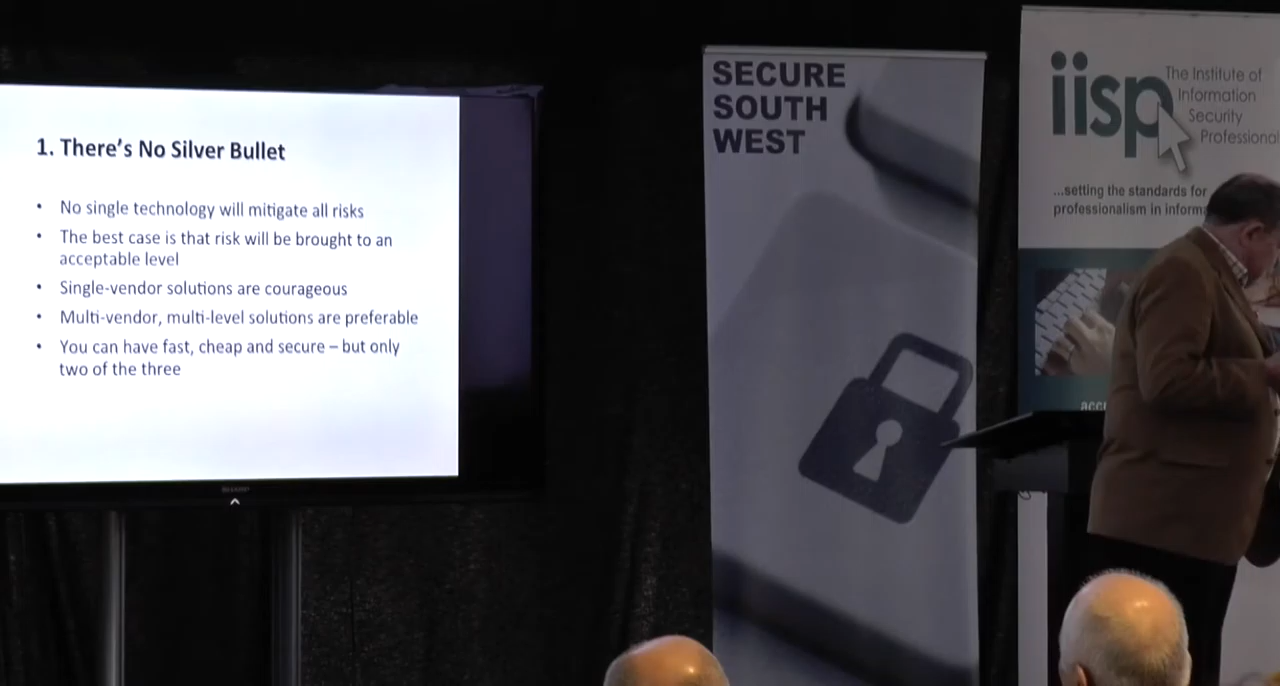 1. There's No Silver Bullet
• No single technology will mitigate all risks
• The best case is that risk will be brought to an
acceptable level
• Single-vendor solutions are courageous
• Multi-vendor, multi-level solutions are preferable
• You can have fast, cheap and secure – but only
two of the three
SECURE
SOUTH
WEST
iisp
The Institute of
Information
Security
Professional
...setting the standards for
professionalism in inform
acc